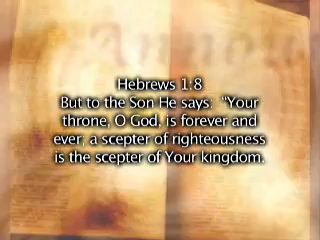 Hebrews 1:8
But to the Son He says: "Your
throne, O God, is forever and
ever; a scepter of righteousness
is the scepter of Your kingdom.